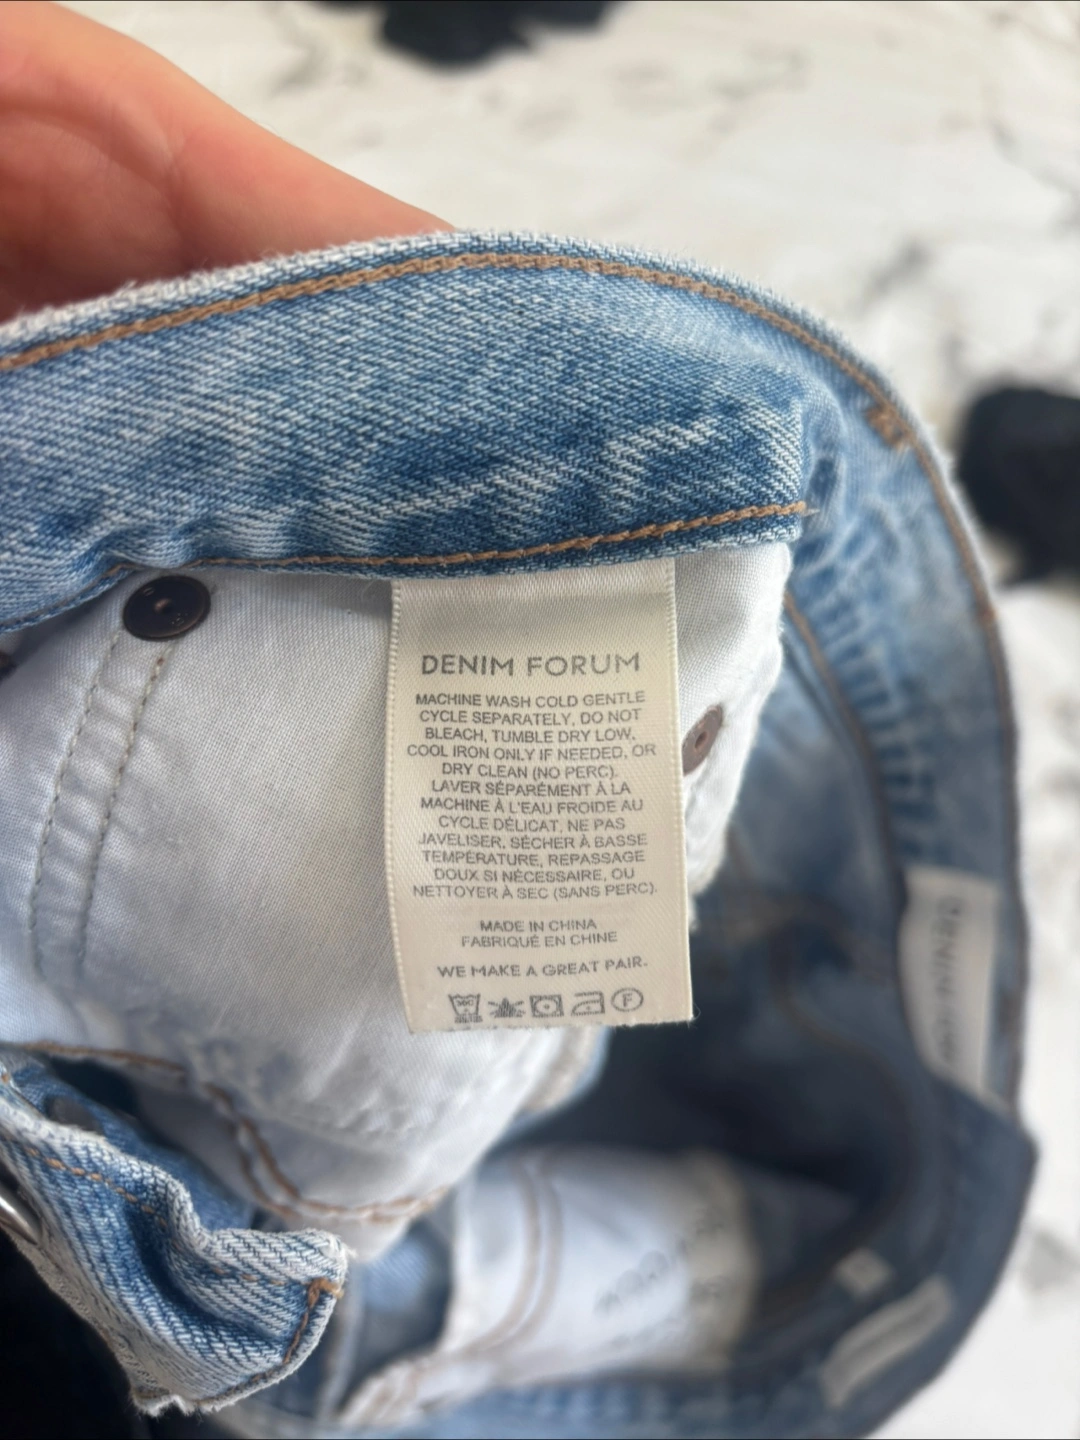 DENIM FORUM
MACHINE WASH COLD GENTLE
CYCLE SEPARATELY, DO NOT
BLEACH, TUMBLE DRY LOW,
COOL IRON ONLY IF NEEDED, OR
DRY CLEAN (NO PERC).
LAVER SÉPARÉMENT À LA
MACHINE À L'EAU FROIDE AU
CYCLE DÉLICAT, NE PAS
JAVELISER, SÉCHER À BASSE
TEMPÉRATURE, REPASSAGE
DOUX SI NÉCESSAIRE, OU
NETTOYER À SEC (SANS PERC).
MADE IN CHINA
FABRIQUÉ EN CHINE
WE MAKE A GREAT PAIR.
F